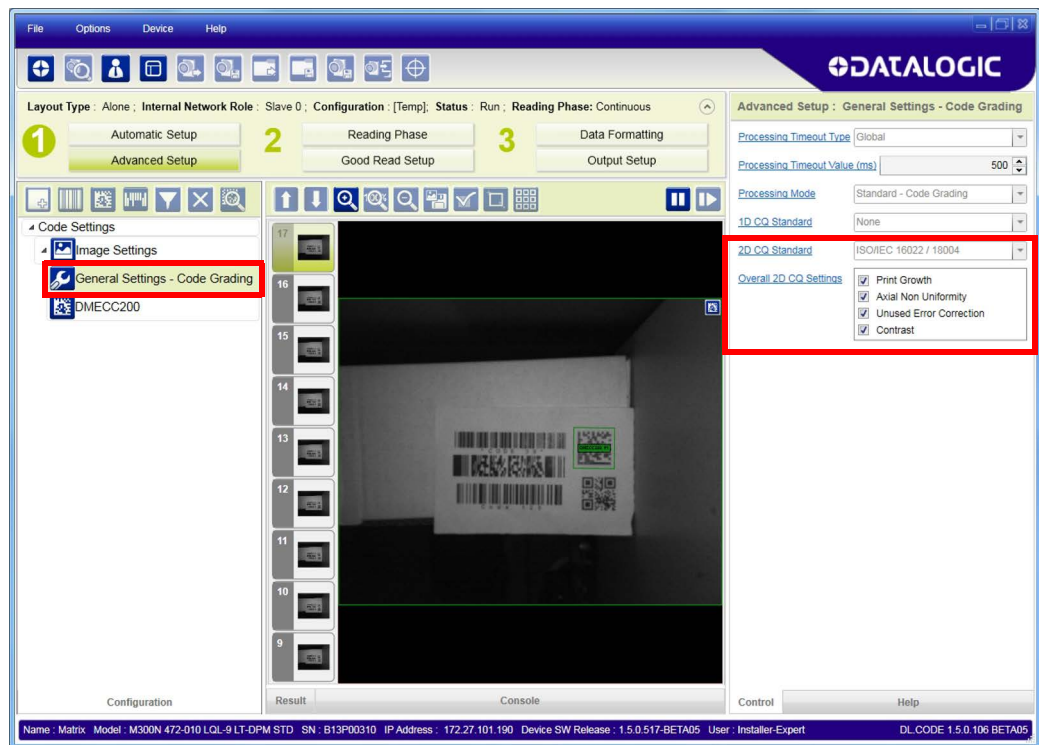 File Options Device Help
DATALOGIC
Layout Type : Alone ; Internal Network Role : Slave 0 ; Configuration : [Temp]; Status : Run ; Reading Phase: Continuous
1
Automatic Setup
Advanced Setup
2
Reading Phase
Good Read Setup
3
Data Formatting
Output Setup
Code Settings
Image Settings
General Settings - Code Grading
DMECC200
Configuration
17
16
15
14
13
12
11
10
9
Result Console
Advanced Setup : General Settings - Code Grading
Processing Timeout Type Global
Processing Timeout Value (ms) 500
Processing Mode Standard - Code Grading
1D CQ Standard None
2D CQ Standard ISO/IEC 16022 / 18004
Overall 2D CQ Settings Print Growth
Axial Non Uniformity
Unused Error Correction
Contrast
Control Help
Name : Matrix Model : M300N 472-010 LQL-9 LT-DPM STD SN : B13P00310 IP Address : 172.27.101.190 Device SW Release : 1.5.0.517-BETA05 User : Installer-Expert DL.CODE 1.5.0.106 BETA05